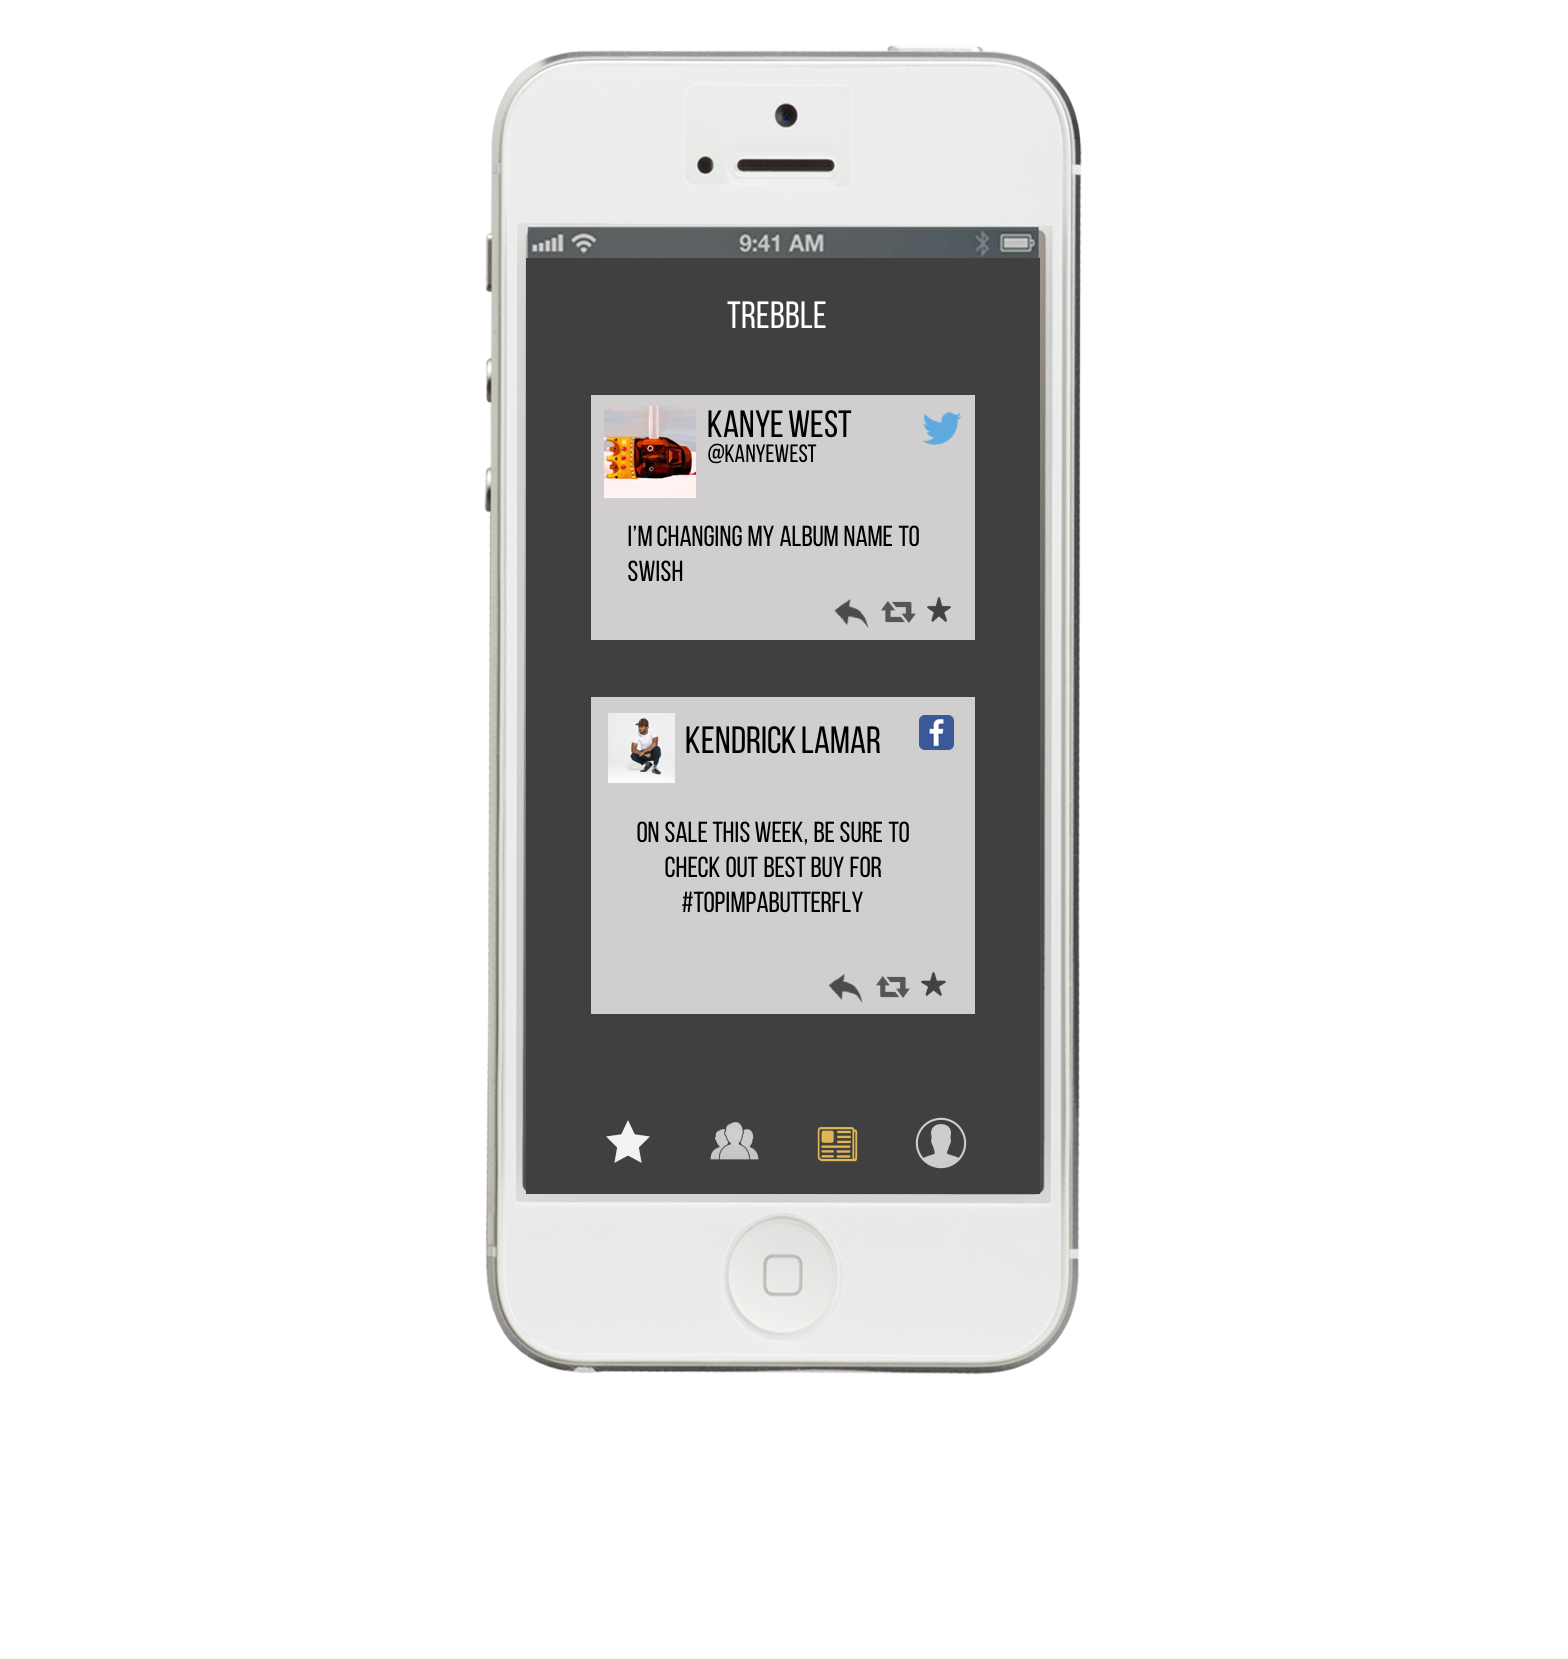 9:41 AM
TREBBLE
KANYE WEST
@KANYEWEST
I'M CHANGING MY ALBUM NAME TO
SWISH
KENDRICK LAMAR
ON SALE THIS WEEK, BE SURE TO
CHECK OUT BEST BUY FOR
#TOPIMPABUTTERFLY